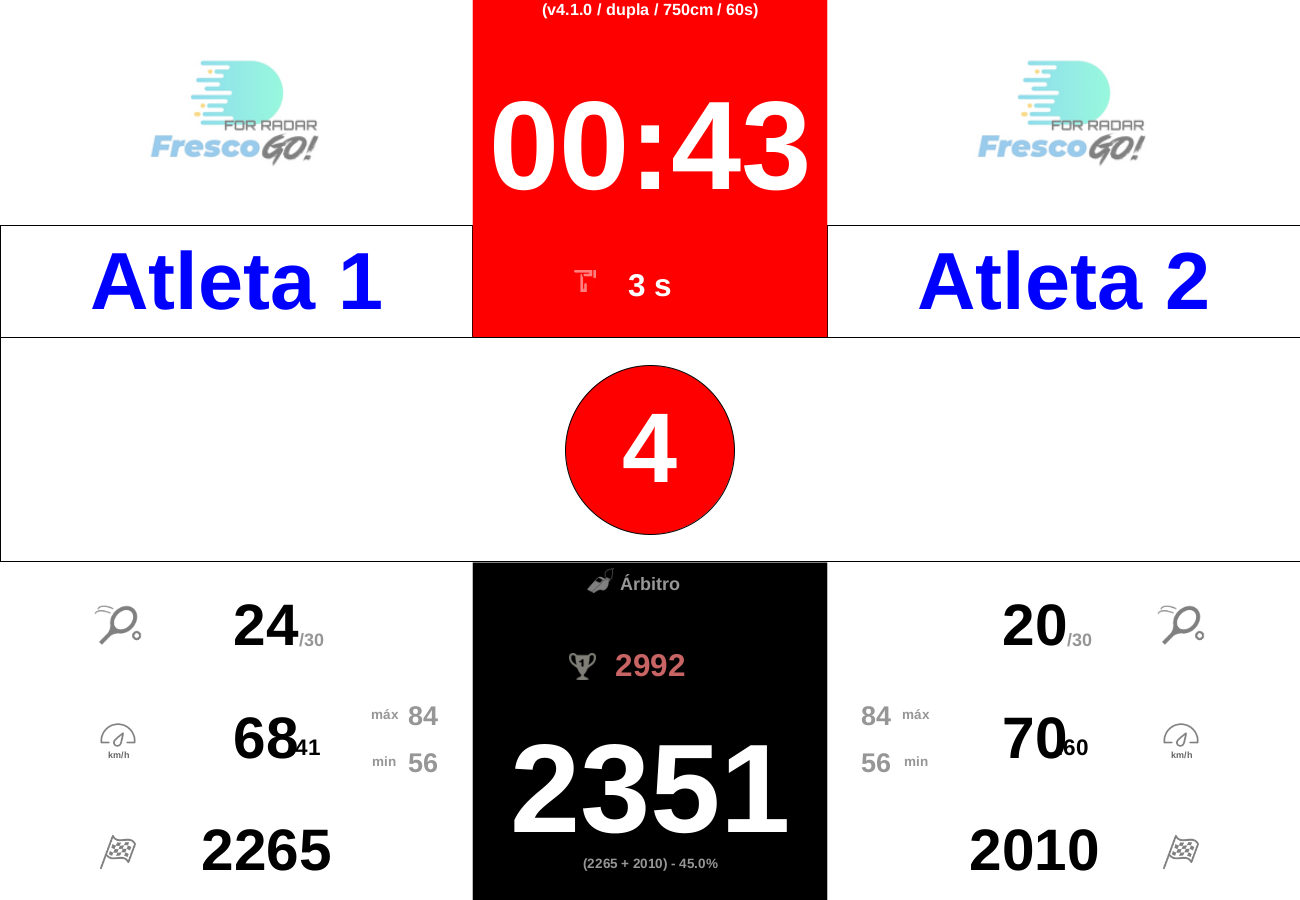 (v4.1.0 / dupla / 750cm / 60s)
FOR RADAR
FrescoGO!
00:43
FOR RADAR
FrescoGO!
Atleta 1
3 s
Atleta 2
4
Árbitro
24/30
20/30
1
2992
68 41
máx 84
min 56
84 máx
56 min
70 60
km/h
km/h
2351
2265
2010
(2265 + 2010) - 45.0%